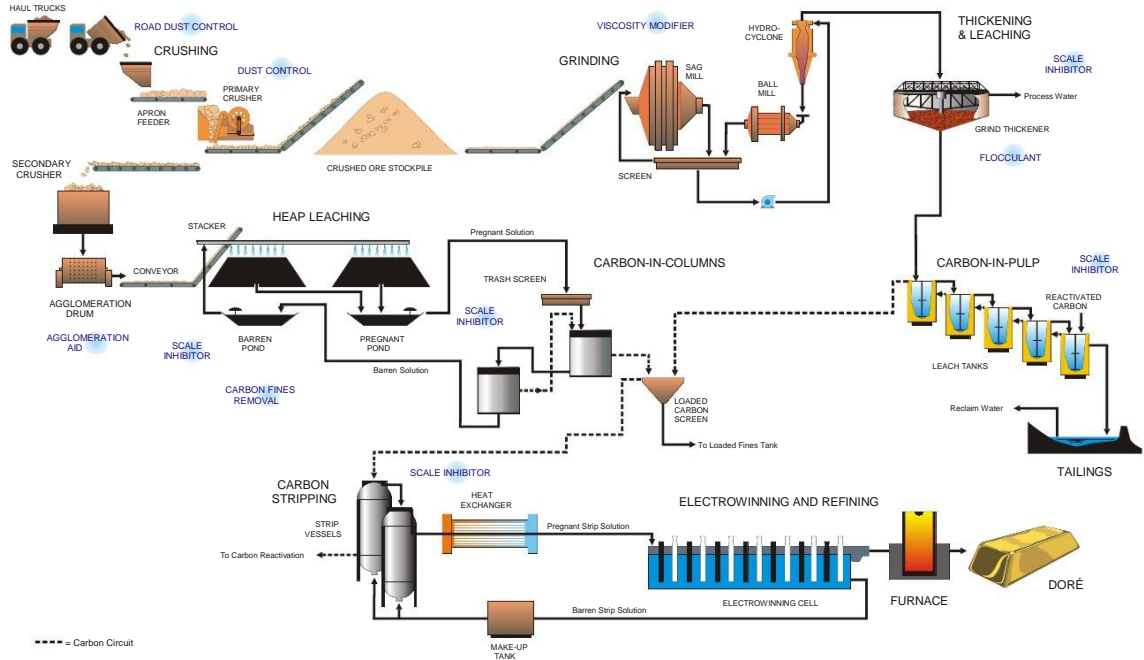 HAUL TRUCKS
ROAD DUST CONTROL
CRUSHING
DUST CONTROL
PRIMARY
CRUSHER
APRON
FEEDER
CRUSHED ORE STOCKPILE
SECONDARY
CRUSHER
VISCOSITY MODIFIER
GRINDING
SAG
MILL
BALL
MILL
HYDRO-
CYCLONE
SCREEN
THICKENING
& LEACHING
SCALE
INHIBITOR
Process Water
GRIND THICKENER
FLOCCULANT
HEAP LEACHING
STACKER
CONVEYOR
AGGLOMERATION
DRUM
AGGLOMERATION
AID
SCALE
INHIBITOR
BARREN
POND
PREGNANT
POND
Pregnant Solution
Barren Solution
CARBON FINES
REMOVAL
TRASH SCREEN
SCALE
INHIBITOR
CARBON-IN-COLUMNS
LOADED
CARBON
SCREEN
To Loaded Fines Tank
CARBON-IN-PULP
SCALE
INHIBITOR
REACTIVATED
CARBON
LEACH TANKS
Reclaim Water
TAILINGS
CARBON
STRIPPING
SCALE INHIBITOR
STRIP
VESSELS
HEAT
EXCHANGER
To Carbon Reactivation
Pregnant Strip Solution
ELECTROWINNING AND REFINING
ELECTROWINNING CELL
Barren Strip Solution
MAKE-UP
TANK
FURNACE
DORÉ
= Carbon Circuit